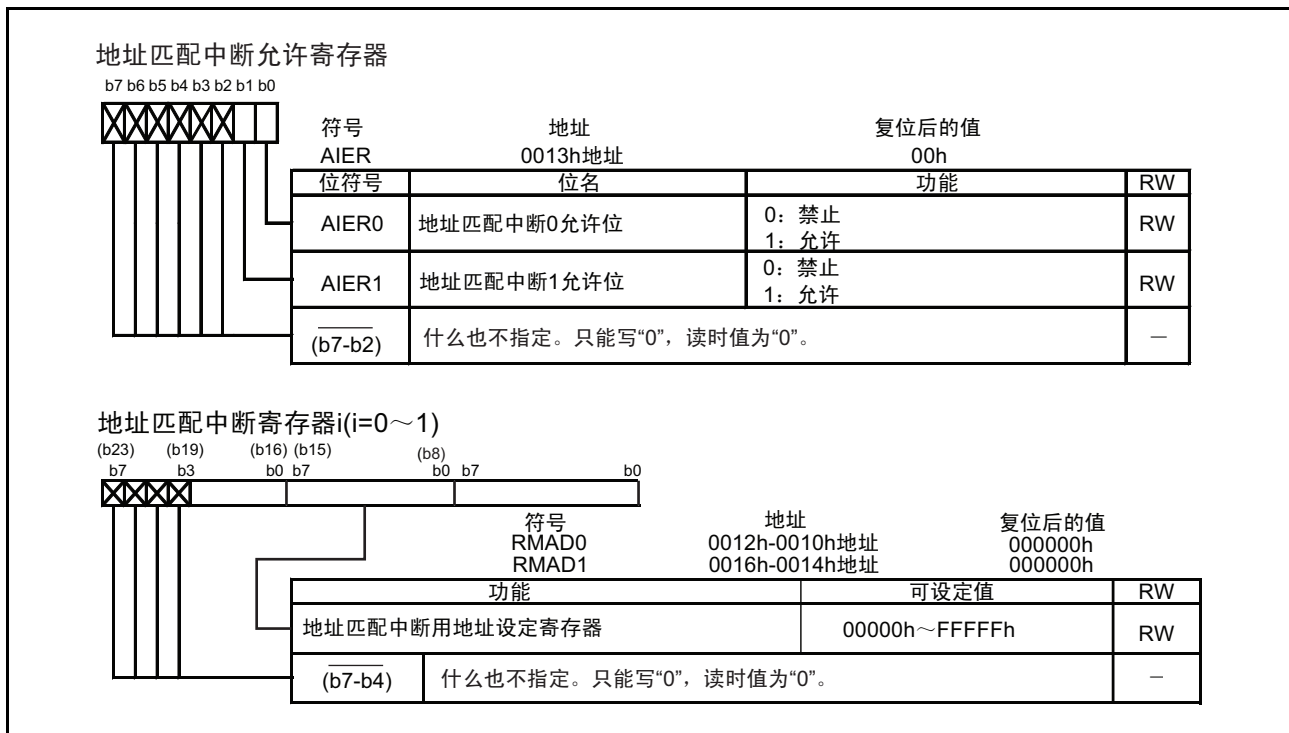 地址匹配中断允许寄存器
b7 b6 b5 b4 b3 b2 b1 b0
符号 地址 复位后的值
AIER 0013h地址 00h
位符号 位名 功能 RW
AIER0 地址匹配中断0允许位 0：禁止 RW
1：允许
AIER1 地址匹配中断1允许位 0：禁止 RW
1：允许
(b7-b2) 什么也不指定。只能写“0”，读时值为“0”。 —
地址匹配中断寄存器i(i=0～1)
(b23) (b19) (b16) (b15) (b8)
b7 b3 b0 b7 b0 b7 b0
符号 地址 复位后的值
RMAD0 0012h-0010h地址 000000h
RMAD1 0016h-0014h地址 000000h
功能 可设定值 RW
地址匹配中断用地址设定寄存器 00000h～FFFFFh RW
(b7-b4) 什么也不指定。只能写“0”，读时值为“0”。 —